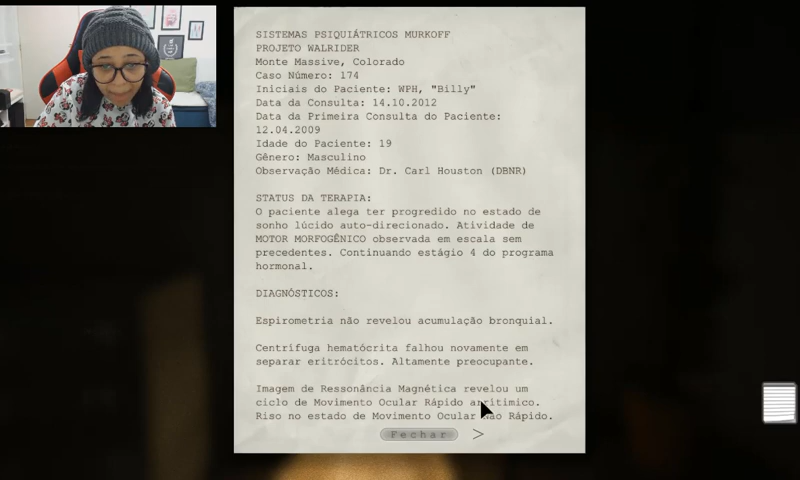 SISTEMAS PSIQUIÁTRICOS MURKOFF
PROJETO WALRIDER
Monte Massive, Colorado
Caso Número: 174
Iniciais do Paciente: WPH, "Billy"
Data da Consulta: 14.10.2012
Data da Primeira Consulta do Paciente:
12.04.2009
Idade do Paciente: 19
Gênero: Masculino
Observação Médica: Dr. Carl Houston (DBNR)
STATUS DA TERAPIA:
O paciente alega ter progredido no estado de
sonho lúcido auto-direcionado. Atividade de
MOTOR MORFOGÊNICO observada em escala sem
precedentes. Continuando estágio 4 do programa
hormonal.
DIAGNÓSTICOS:
Espirometria não revelou acumulação bronquial.
Centrífuga hematócrita falhou novamente em
separar eritrócitos. Altamente preocupante.
Imagem de Ressonância Magnética revelou um
ciclo de Movimento Ocular Rápido arritímico.
Riso no estado de Movimento Ocular não Rápido.
Fechar >